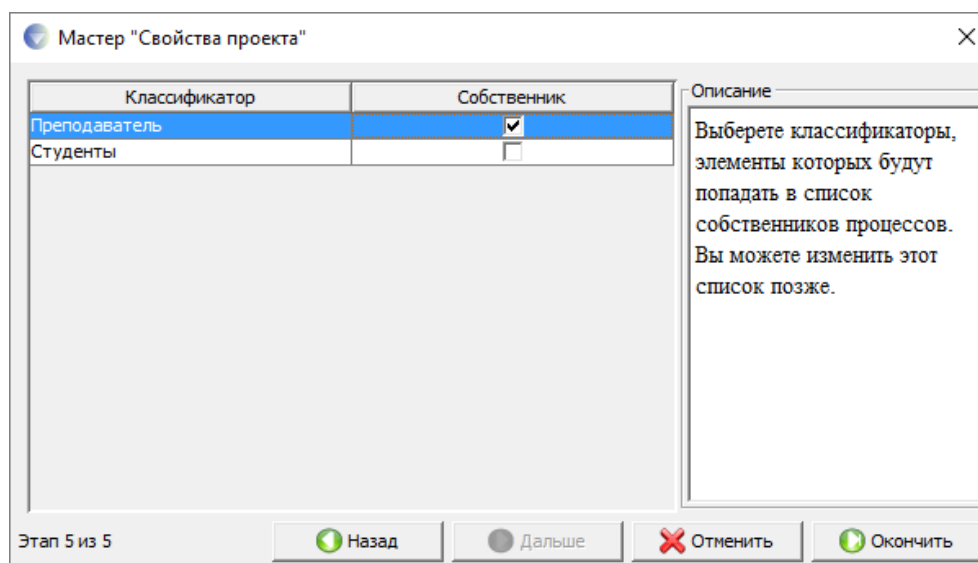 Мастер "Свойства проекта"
Классификатор Собственник
Преподаватель
Студенты
Описание
Выберете классификаторы,
элементы которых будут
попадать в список
собственников процессов.
Вы можете изменить этот
список позже.
Этап 5 из 5 Назад Дальше Отменить Окончить